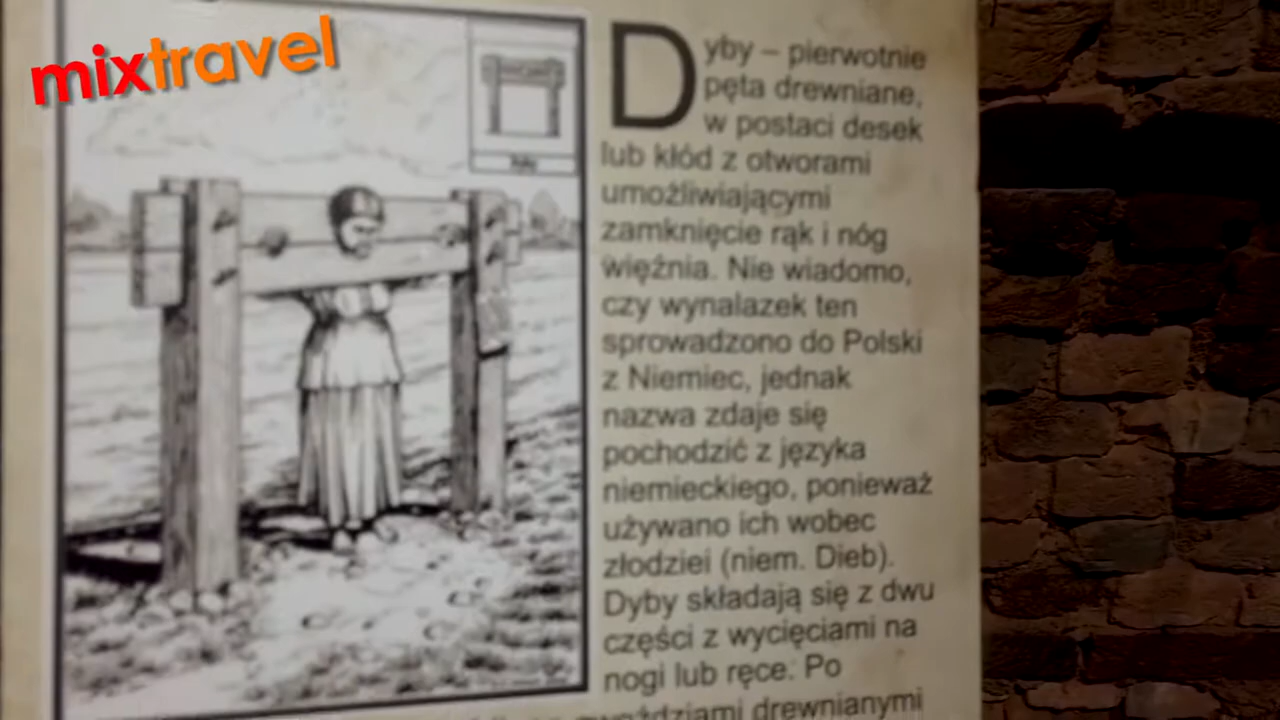 mixtravel
Dyby – pierwotnie
pęta drewniane,
w postaci desek
lub kłód z otworami
umożliwiającymi
zamknięcie rąk i nóg
więźnia. Nie wiadomo,
czy wynalazek ten
sprowadzono do Polski
z Niemiec, jednak
nazwa zdaje się
pochodzić z języka
niemieckiego, ponieważ
używano ich wobec
złodziei (niem. Dieb).
Dyby składają się z dwu
części z wycięciami na
nogi lub ręce. Po
gwoździami drewnianymi